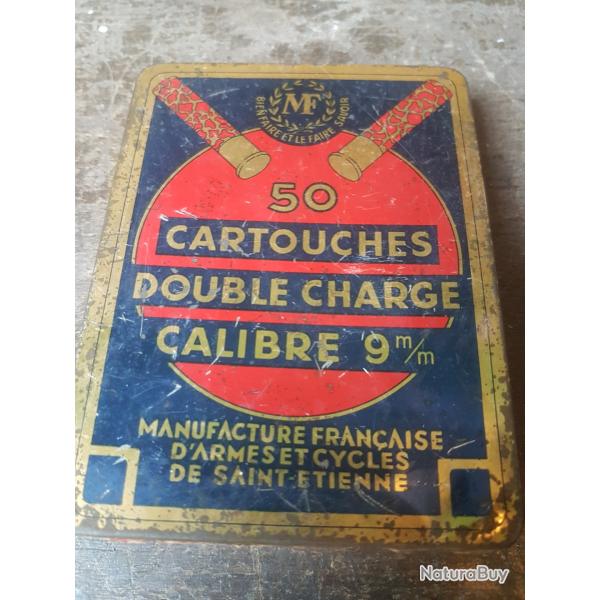 MF
BIEN FAIRE ET LE FAIRE SAVOIR
50
CARTOUCHES
DOUBLE CHARGE
CALIBRE 9 m/m
MANUFACTURE FRANÇAISE
D'ARMES ET CYCLES
DE SAINT-ETIENNE
NaturaBuy